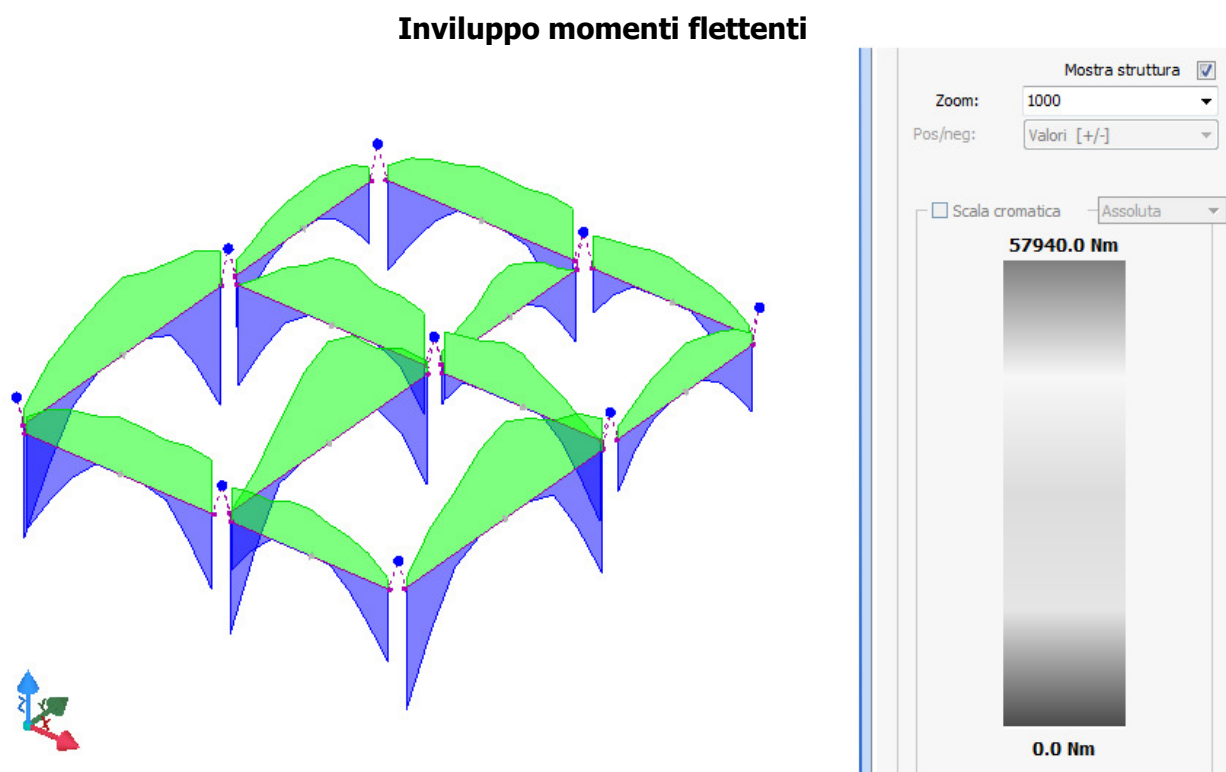 Inviluppo momenti flettenti
Mostra struttura
Zoom: 1000
Pos/neg: Valori [+/-]
Scala cromatica Assoluta
57940.0 Nm
0.0 Nm
Z
X